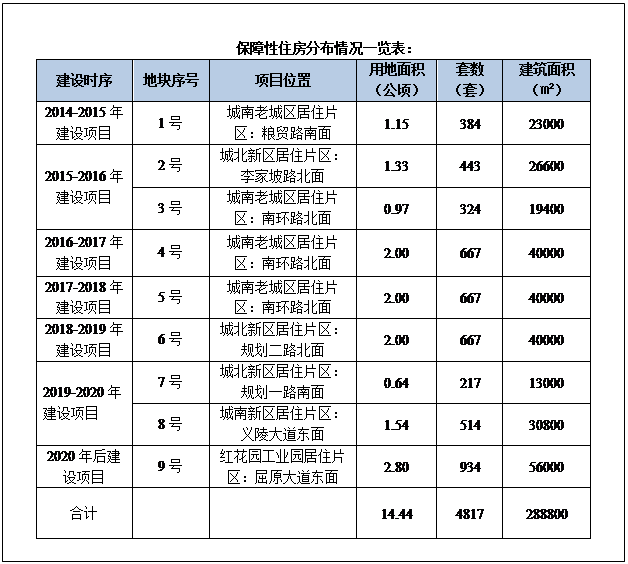 保障性住房分布情况一览表：
建设时序 地块序号 项目位置 用地面积（公顷） 套数（套） 建筑面积（㎡）
2014-2015 年建设项目 1 号 城南老城区居住片区：粮贸路南面 1.15 384 23000
2015-2016 年建设项目 2 号 城北新区居住片区：李家坡路北面 1.33 443 26600
3 号 城南老城区居住片区：南环路北面 0.97 324 19400
2016-2017 年建设项目 4 号 城南老城区居住片区：南环路北面 2.00 667 40000
2017-2018 年建设项目 5 号 城南老城区居住片区：南环路北面 2.00 667 40000
2018-2019 年建设项目 6 号 城北新区居住片区：规划二路北面 2.00 667 40000
2019-2020 年建设项目 7 号 城北新区居住片区：规划一路南面 0.64 217 13000
8 号 城南新区居住片区：义陵大道东面 1.54 514 30800
2020 年后建设项目 9 号 红花园工业园居住片区：屈原大道东面 2.80 934 56000
合计 14.44 4817 288800